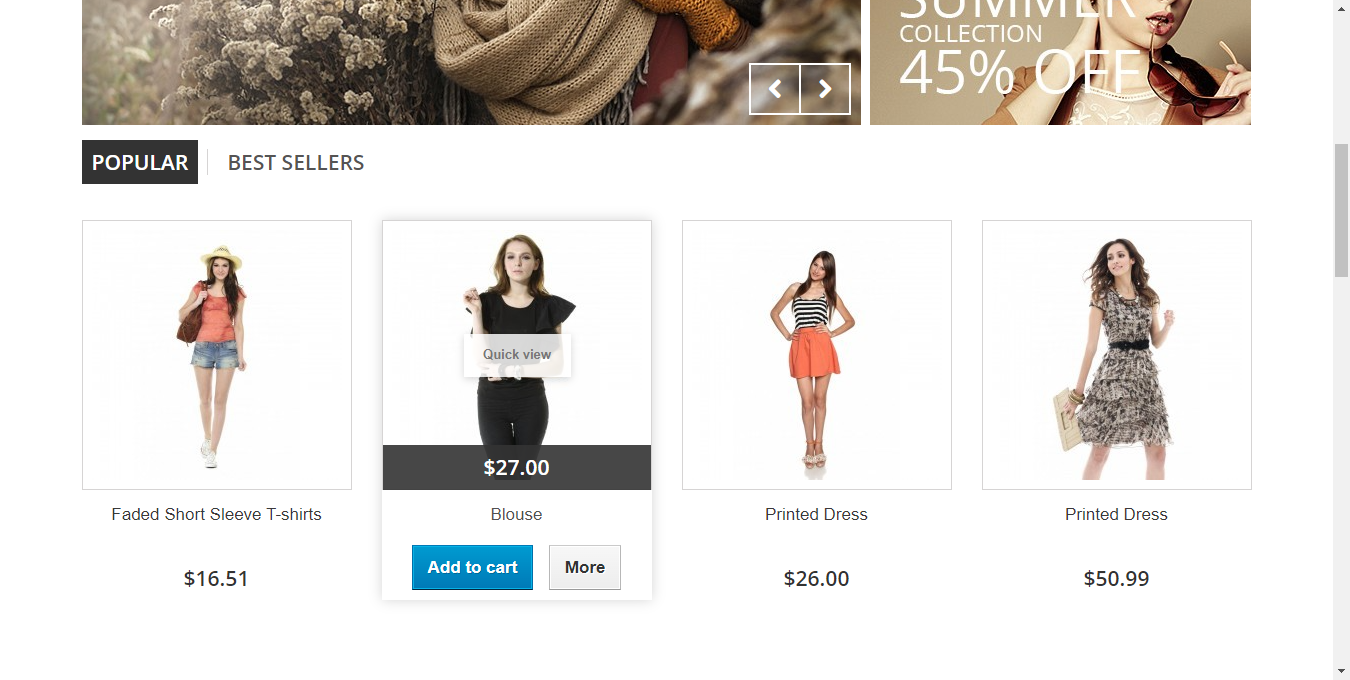 SUMMER
COLLECTION
45% OFF
POPULAR
BEST SELLERS
Quick view
$27.00
Faded Short Sleeve T-shirts
Blouse
Printed Dress
Printed Dress
Add to cart
More
$16.51
$26.00
$50.99